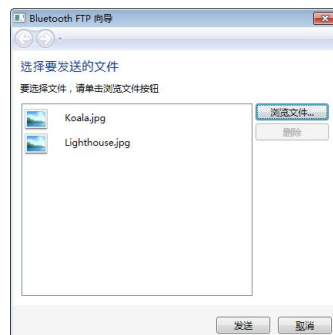 Bluetooth FTP 向导
选择要发送的文件
要选择文件，请单击浏览文件按钮
Koala.jpg
Lighthouse.jpg
浏览文件...
删除
发送
取消